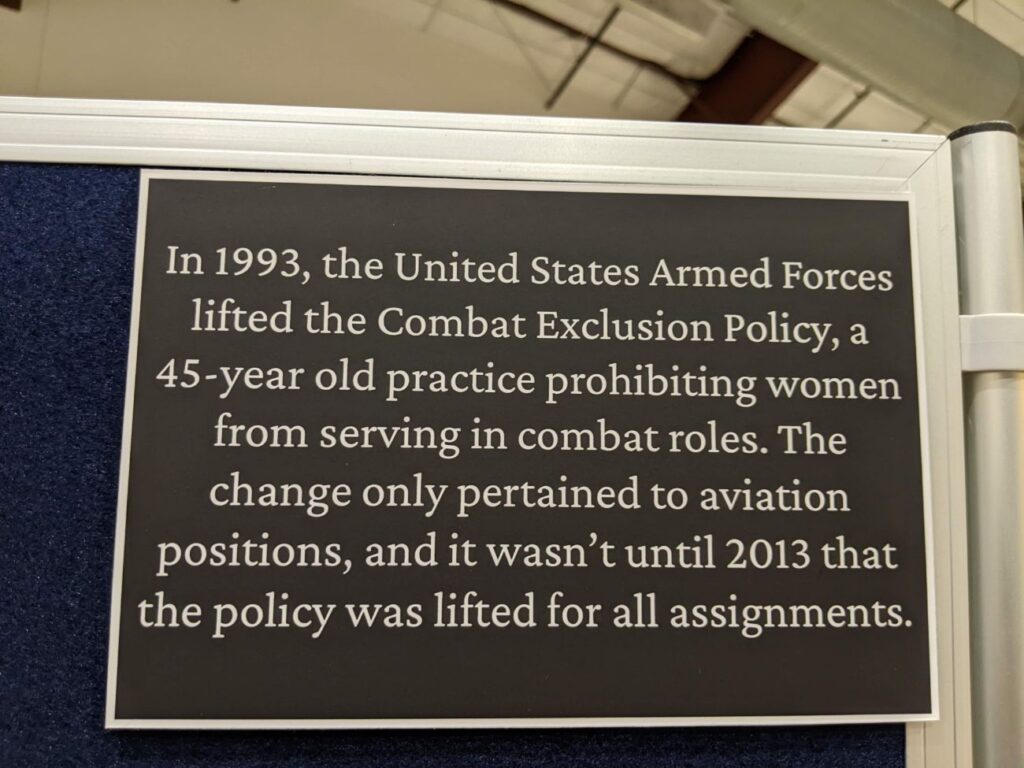 In 1993, the United States Armed Forces
lifted the Combat Exclusion Policy, a
45-year old practice prohibiting women
from serving in combat roles. The
change only pertained to aviation
positions, and it wasn’t until 2013 that
the policy was lifted for all assignments.